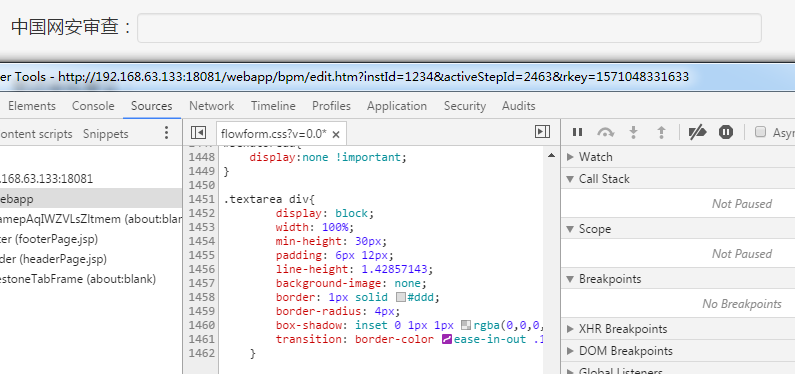 中国网安审查：
er Tools - http://192.168.63.133:18081/webapp/bpm/edit.htm?instId=1234&activeStepId=2463&rkey=1571048331633
Elements Console Sources Network Timeline Profiles Application Security Audits
ontent scripts Snippets
flowform.css?v=0.0*
Asyn
.168.63.133:18081
ebapp
amepAqIWZVLsZItmem (about:blank
ter (footerPage.jsp)
der (headerPage.jsp)
estoneTabFrame (about:blank)
1448 display:none !important;
1449 }
1450
1451 .textarea div{
1452 display: block;
1453 width: 100%;
1454 min-height: 30px;
1455 padding: 6px 12px;
1456 line-height: 1.42857143;
1457 background-image: none;
1458 border: 1px solid #ddd;
1459 border-radius: 4px;
1460 box-shadow: inset 0 1px 1px rgba(0,0,0,
1461 transition: border-color ease-in-out .1
1462 }
Watch
Call Stack
Not Paused
Scope
Not Paused
Breakpoints
No Breakpoints
XHR Breakpoints
DOM Breakpoints
Global Listeners